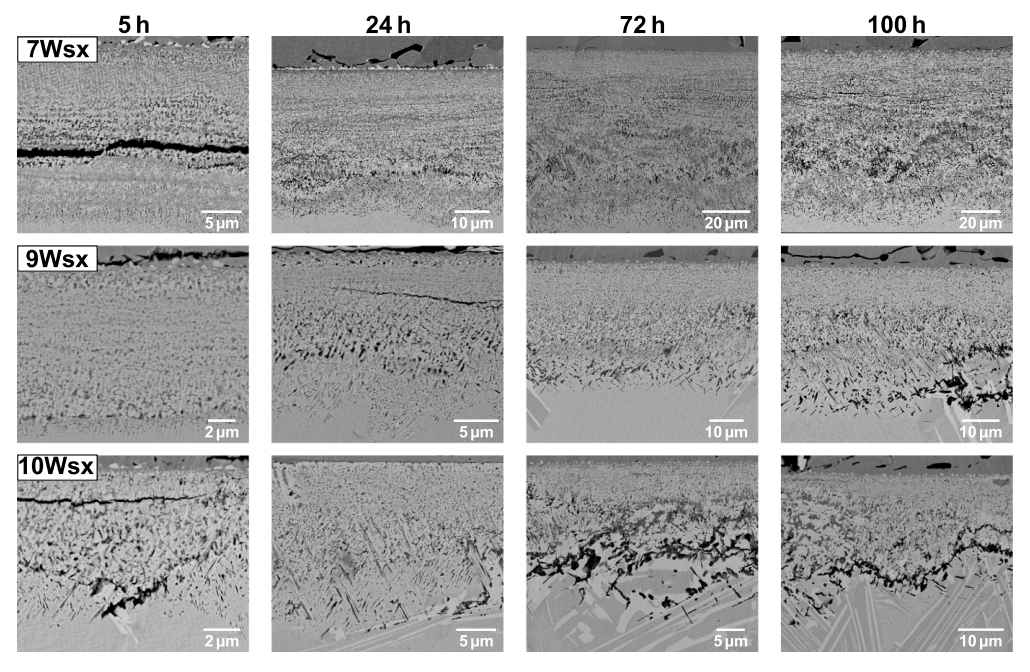 5 h 24 h 72 h 100 h
7Wsx
5 µm 10 µm 20 µm 20 µm
9Wsx
2 µm 5 µm 10 µm 10 µm
10Wsx
2 µm 5 µm 5 µm 10 µm